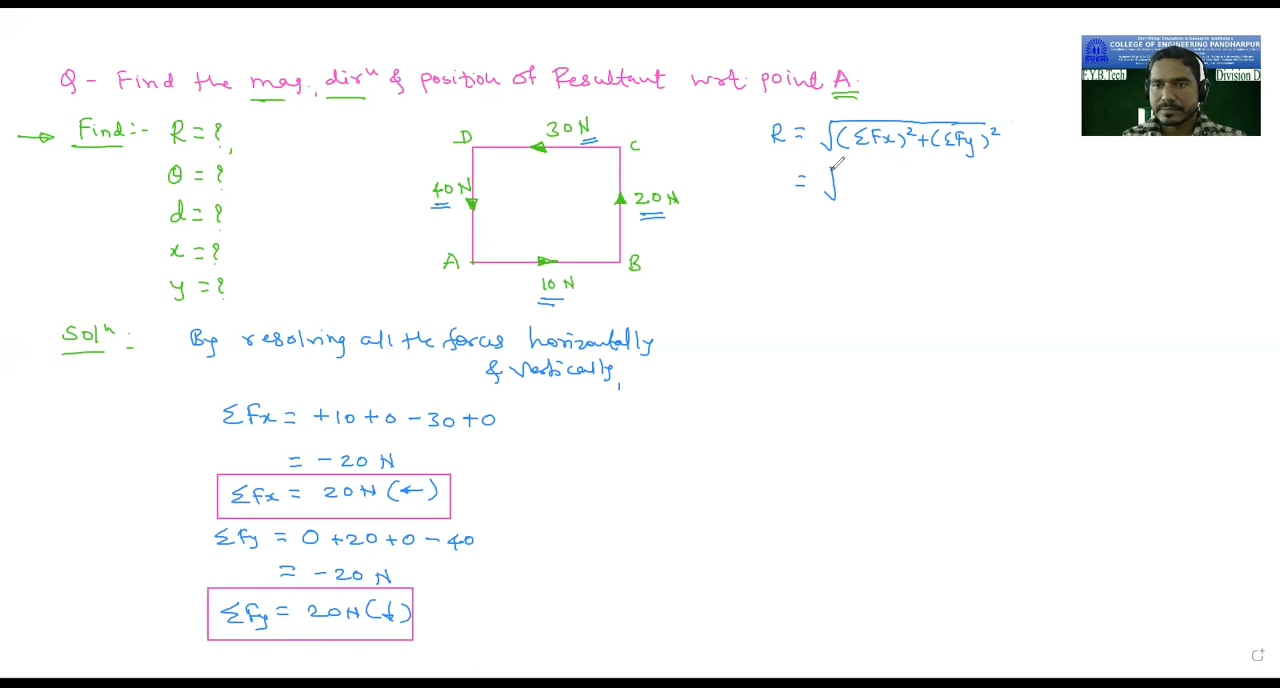 Q - Find the mag, dirⁿ & position of Resultant wrt point A.
Find:- R = ?,
θ = ?
d = ?
x = ?
y = ?
D 30 N C
40 N
20 N
A B
10 N
R = √(ΣFx)²+(ΣFy)²
= √
Solⁿ:
By resolving all the forces horizontally
& vertically,
ΣFx = +10+0-30+0
= -20 N
ΣFx = 20N (←)
ΣFy = 0+20+0-40
= -20 N
ΣFy = 20N (↓)
COLLEGE OF ENGINEERING PANDHARPUR
F.Y.B Tech
Division D